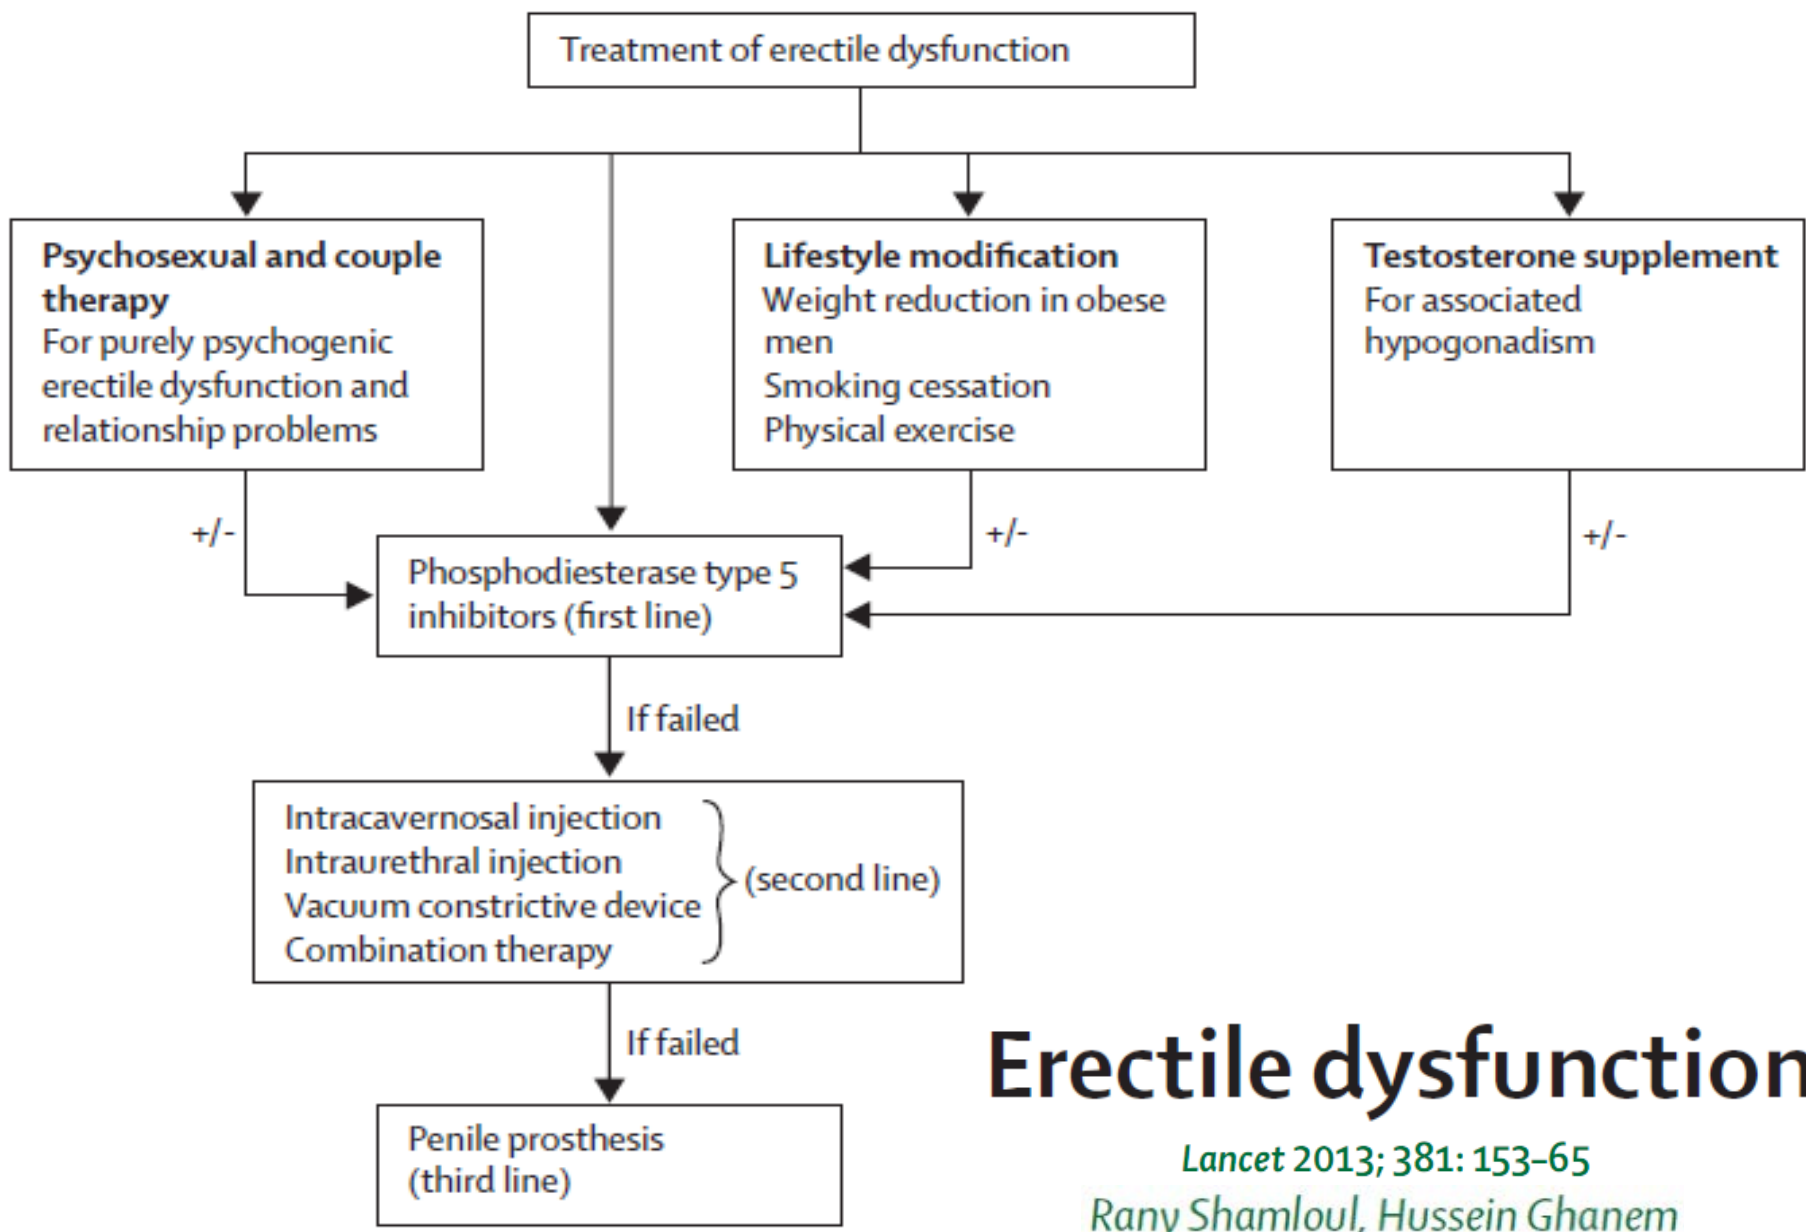 Treatment of erectile dysfunction
Psychosexual and couple
therapy
For purely psychogenic
erectile dysfunction and
relationship problems
Lifestyle modification
Weight reduction in obese
men
Smoking cessation
Physical exercise
Testosterone supplement
For associated
hypogonadism
+/-
+/-
+/-
Phosphodiesterase type 5
inhibitors (first line)
If failed
Intracavernosal injection
Intraurethral injection
Vacuum constrictive device
Combination therapy
(second line)
If failed
Penile prosthesis
(third line)
Erectile dysfunction
Lancet 2013; 381: 153–65
Rany Shamloul, Hussein Ghanem